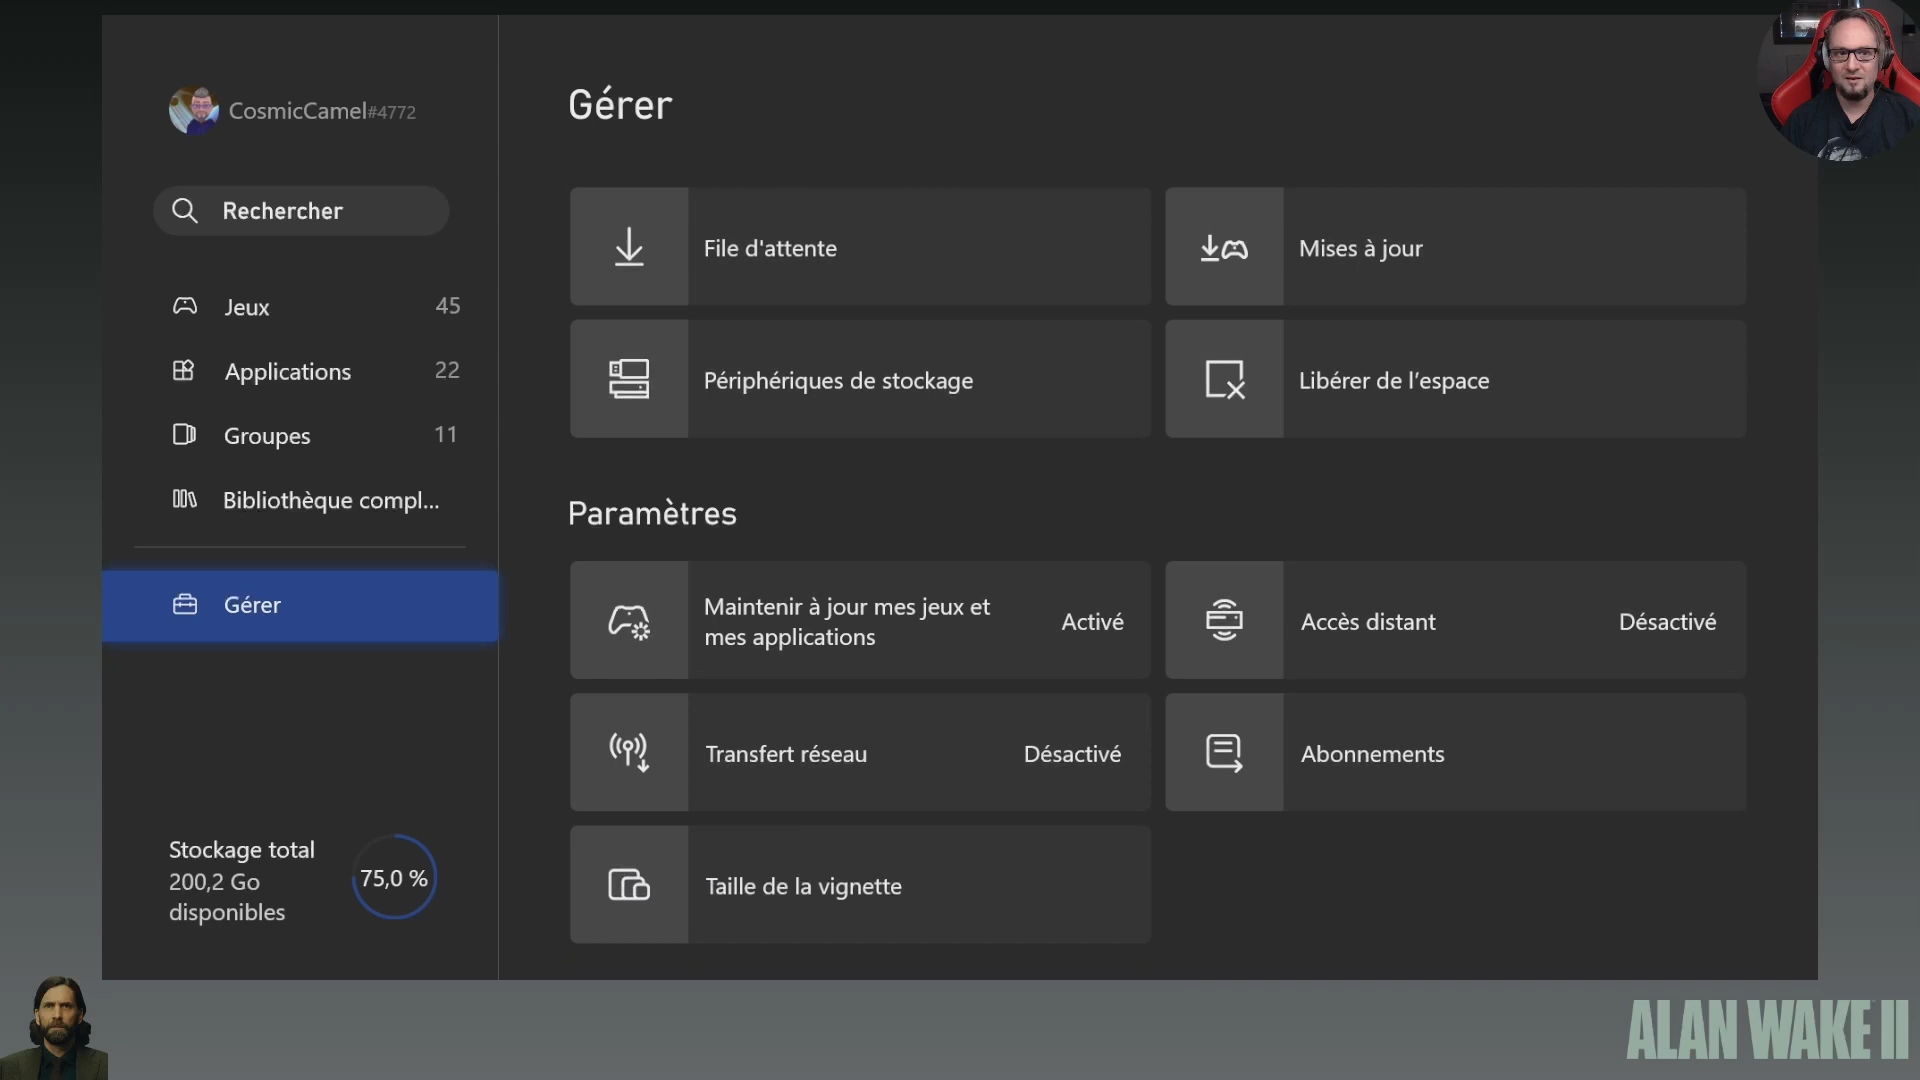 CosmicCamel#4772
Rechercher
Jeux 45
Applications 22
Groupes 11
Bibliothèque compl...
Gérer
Stockage total
200,2 Go
disponibles
75,0 %
Gérer
File d'attente
Mises à jour
Périphériques de stockage
Libérer de l’espace
Paramètres
Maintenir à jour mes jeux et
mes applications
Activé
Accès distant
Désactivé
Transfert réseau
Désactivé
Abonnements
Taille de la vignette
ALAN WAKE II